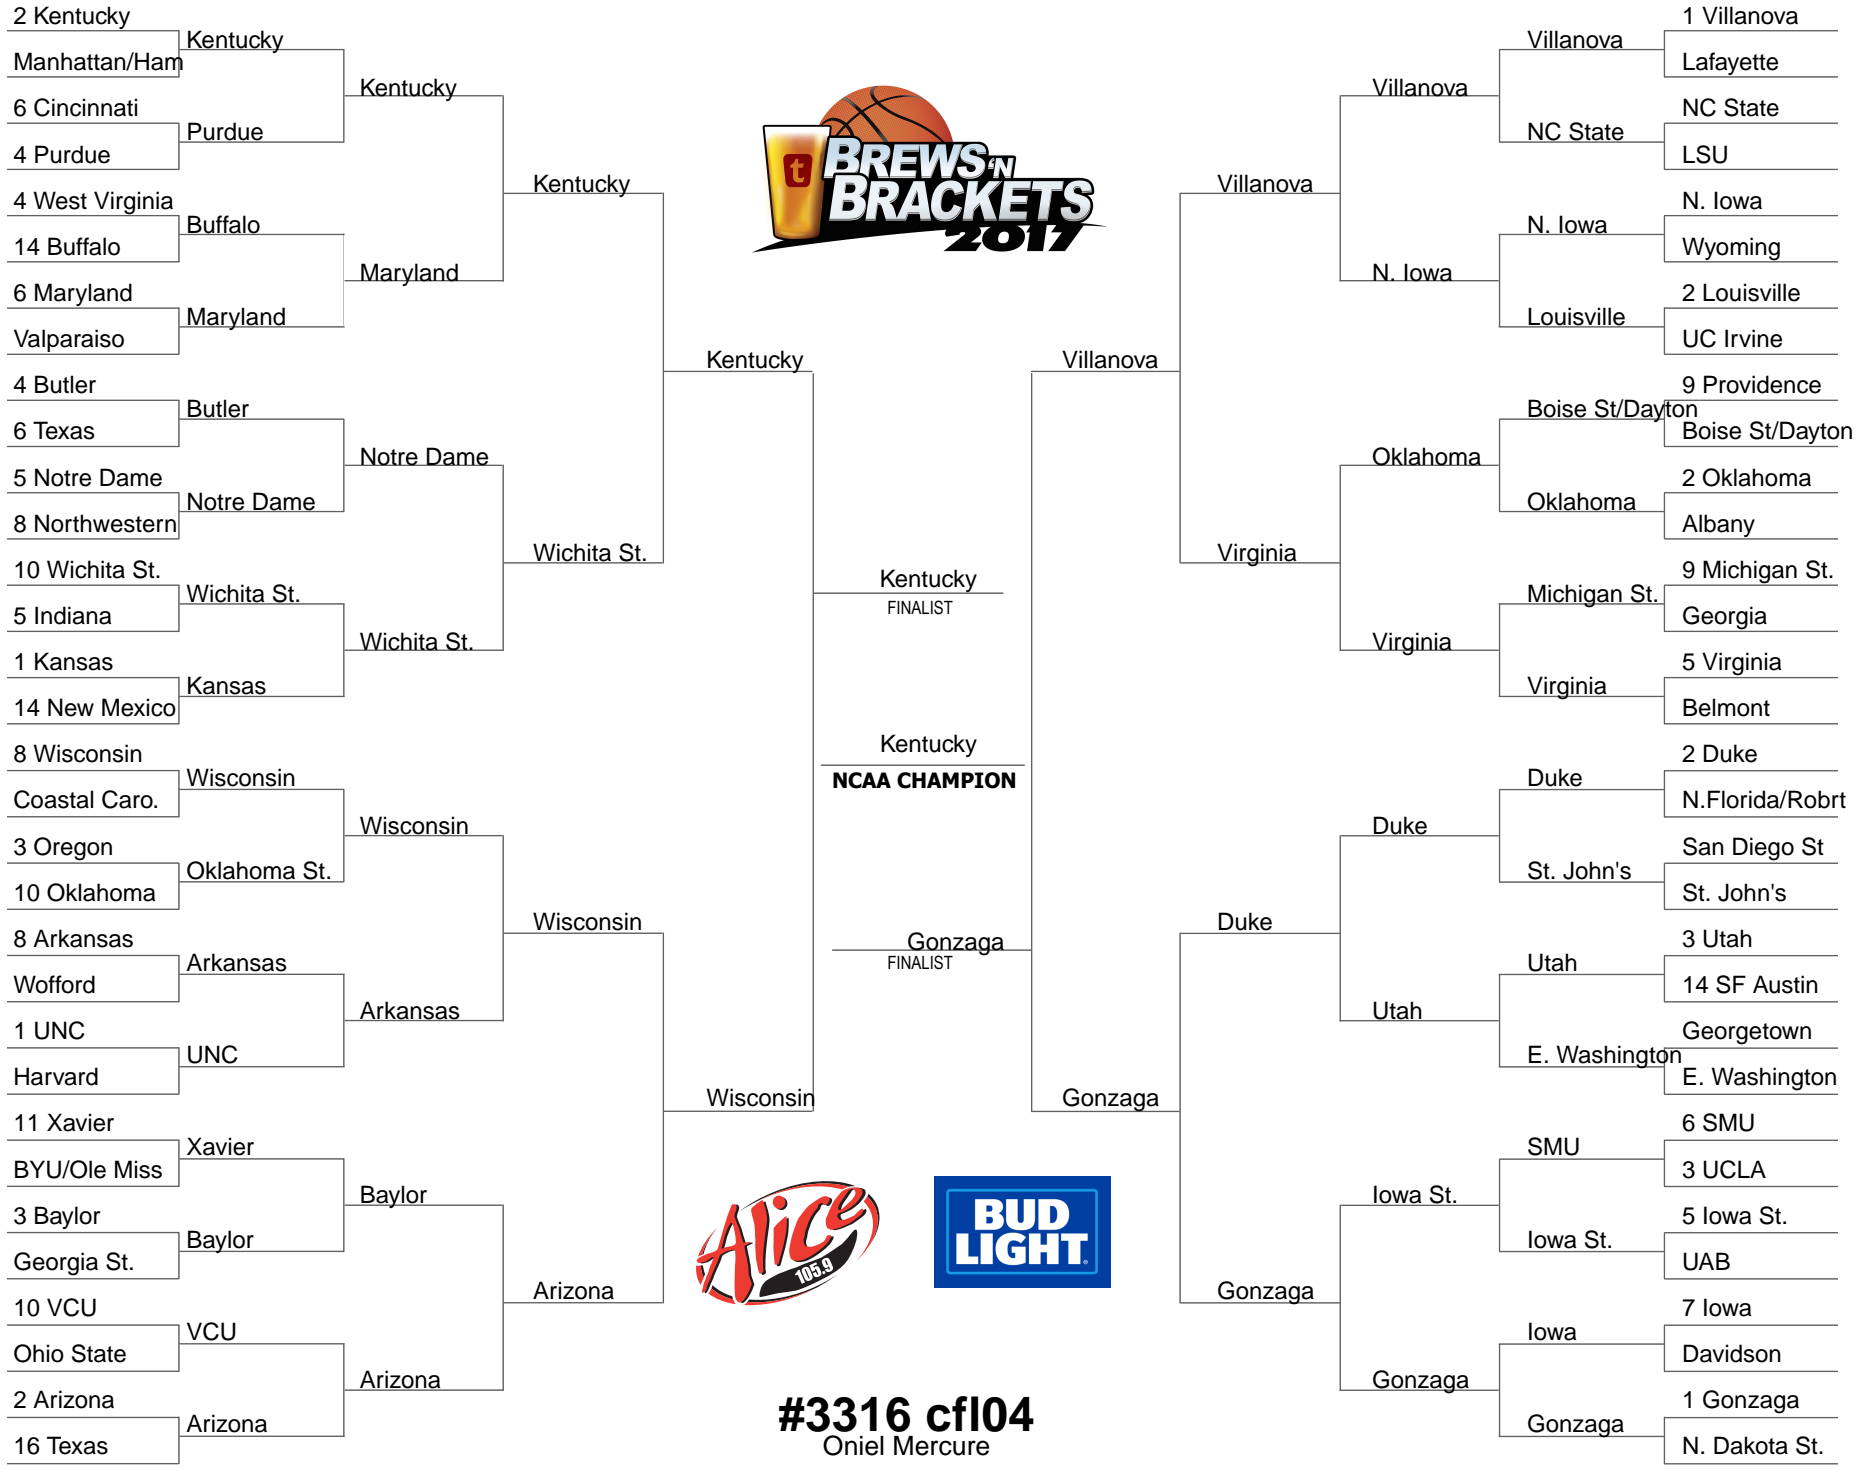 2 Kentucky
Manhattan/Ham
6 Cincinnati
4 Purdue
4 West Virginia
14 Buffalo
6 Maryland
Valparaiso
4 Butler
6 Texas
5 Notre Dame
8 Northwestern
10 Wichita St.
5 Indiana
1 Kansas
14 New Mexico
8 Wisconsin
Coastal Caro.
3 Oregon
10 Oklahoma
8 Arkansas
Wofford
1 UNC
Harvard
11 Xavier
BYU/Ole Miss
3 Baylor
Georgia St.
10 VCU
Ohio State
2 Arizona
16 Texas
Kentucky
Purdue
Buffalo
Maryland
Butler
Notre Dame
Wichita St.
Kansas
Wisconsin
Oklahoma St.
Arkansas
UNC
Xavier
Baylor
VCU
Arizona
Kentucky
Maryland
Notre Dame
Wichita St.
Wisconsin
Arkansas
Baylor
Arizona
Kentucky
Wichita St.
Wisconsin
Arizona
Kentucky
Wisconsin
t
BREWS 'N
BRACKETS
2017
Kentucky
FINALIST
Kentucky
NCAA CHAMPION
Gonzaga
FINALIST
Alice
105.9
BUD
LIGHT
#3316 cfl04
Oniel Mercure
Villanova
Gonzaga
Villanova
Virginia
Duke
Gonzaga
Villanova
N. Iowa
Oklahoma
Virginia
Duke
Utah
Iowa St.
Gonzaga
Villanova
NC State
N. Iowa
Louisville
Boise St/Dayton
Oklahoma
Michigan St.
Virginia
Duke
St. John's
Utah
E. Washington
SMU
Iowa St.
Iowa
Gonzaga
1 Villanova
Lafayette
NC State
LSU
N. Iowa
Wyoming
2 Louisville
UC Irvine
9 Providence
Boise St/Dayton
2 Oklahoma
Albany
9 Michigan St.
Georgia
5 Virginia
Belmont
2 Duke
N.Florida/Robrt
San Diego St
St. John's
3 Utah
14 SF Austin
Georgetown
E. Washington
6 SMU
3 UCLA
5 Iowa St.
UAB
7 Iowa
Davidson
1 Gonzaga
N. Dakota St.